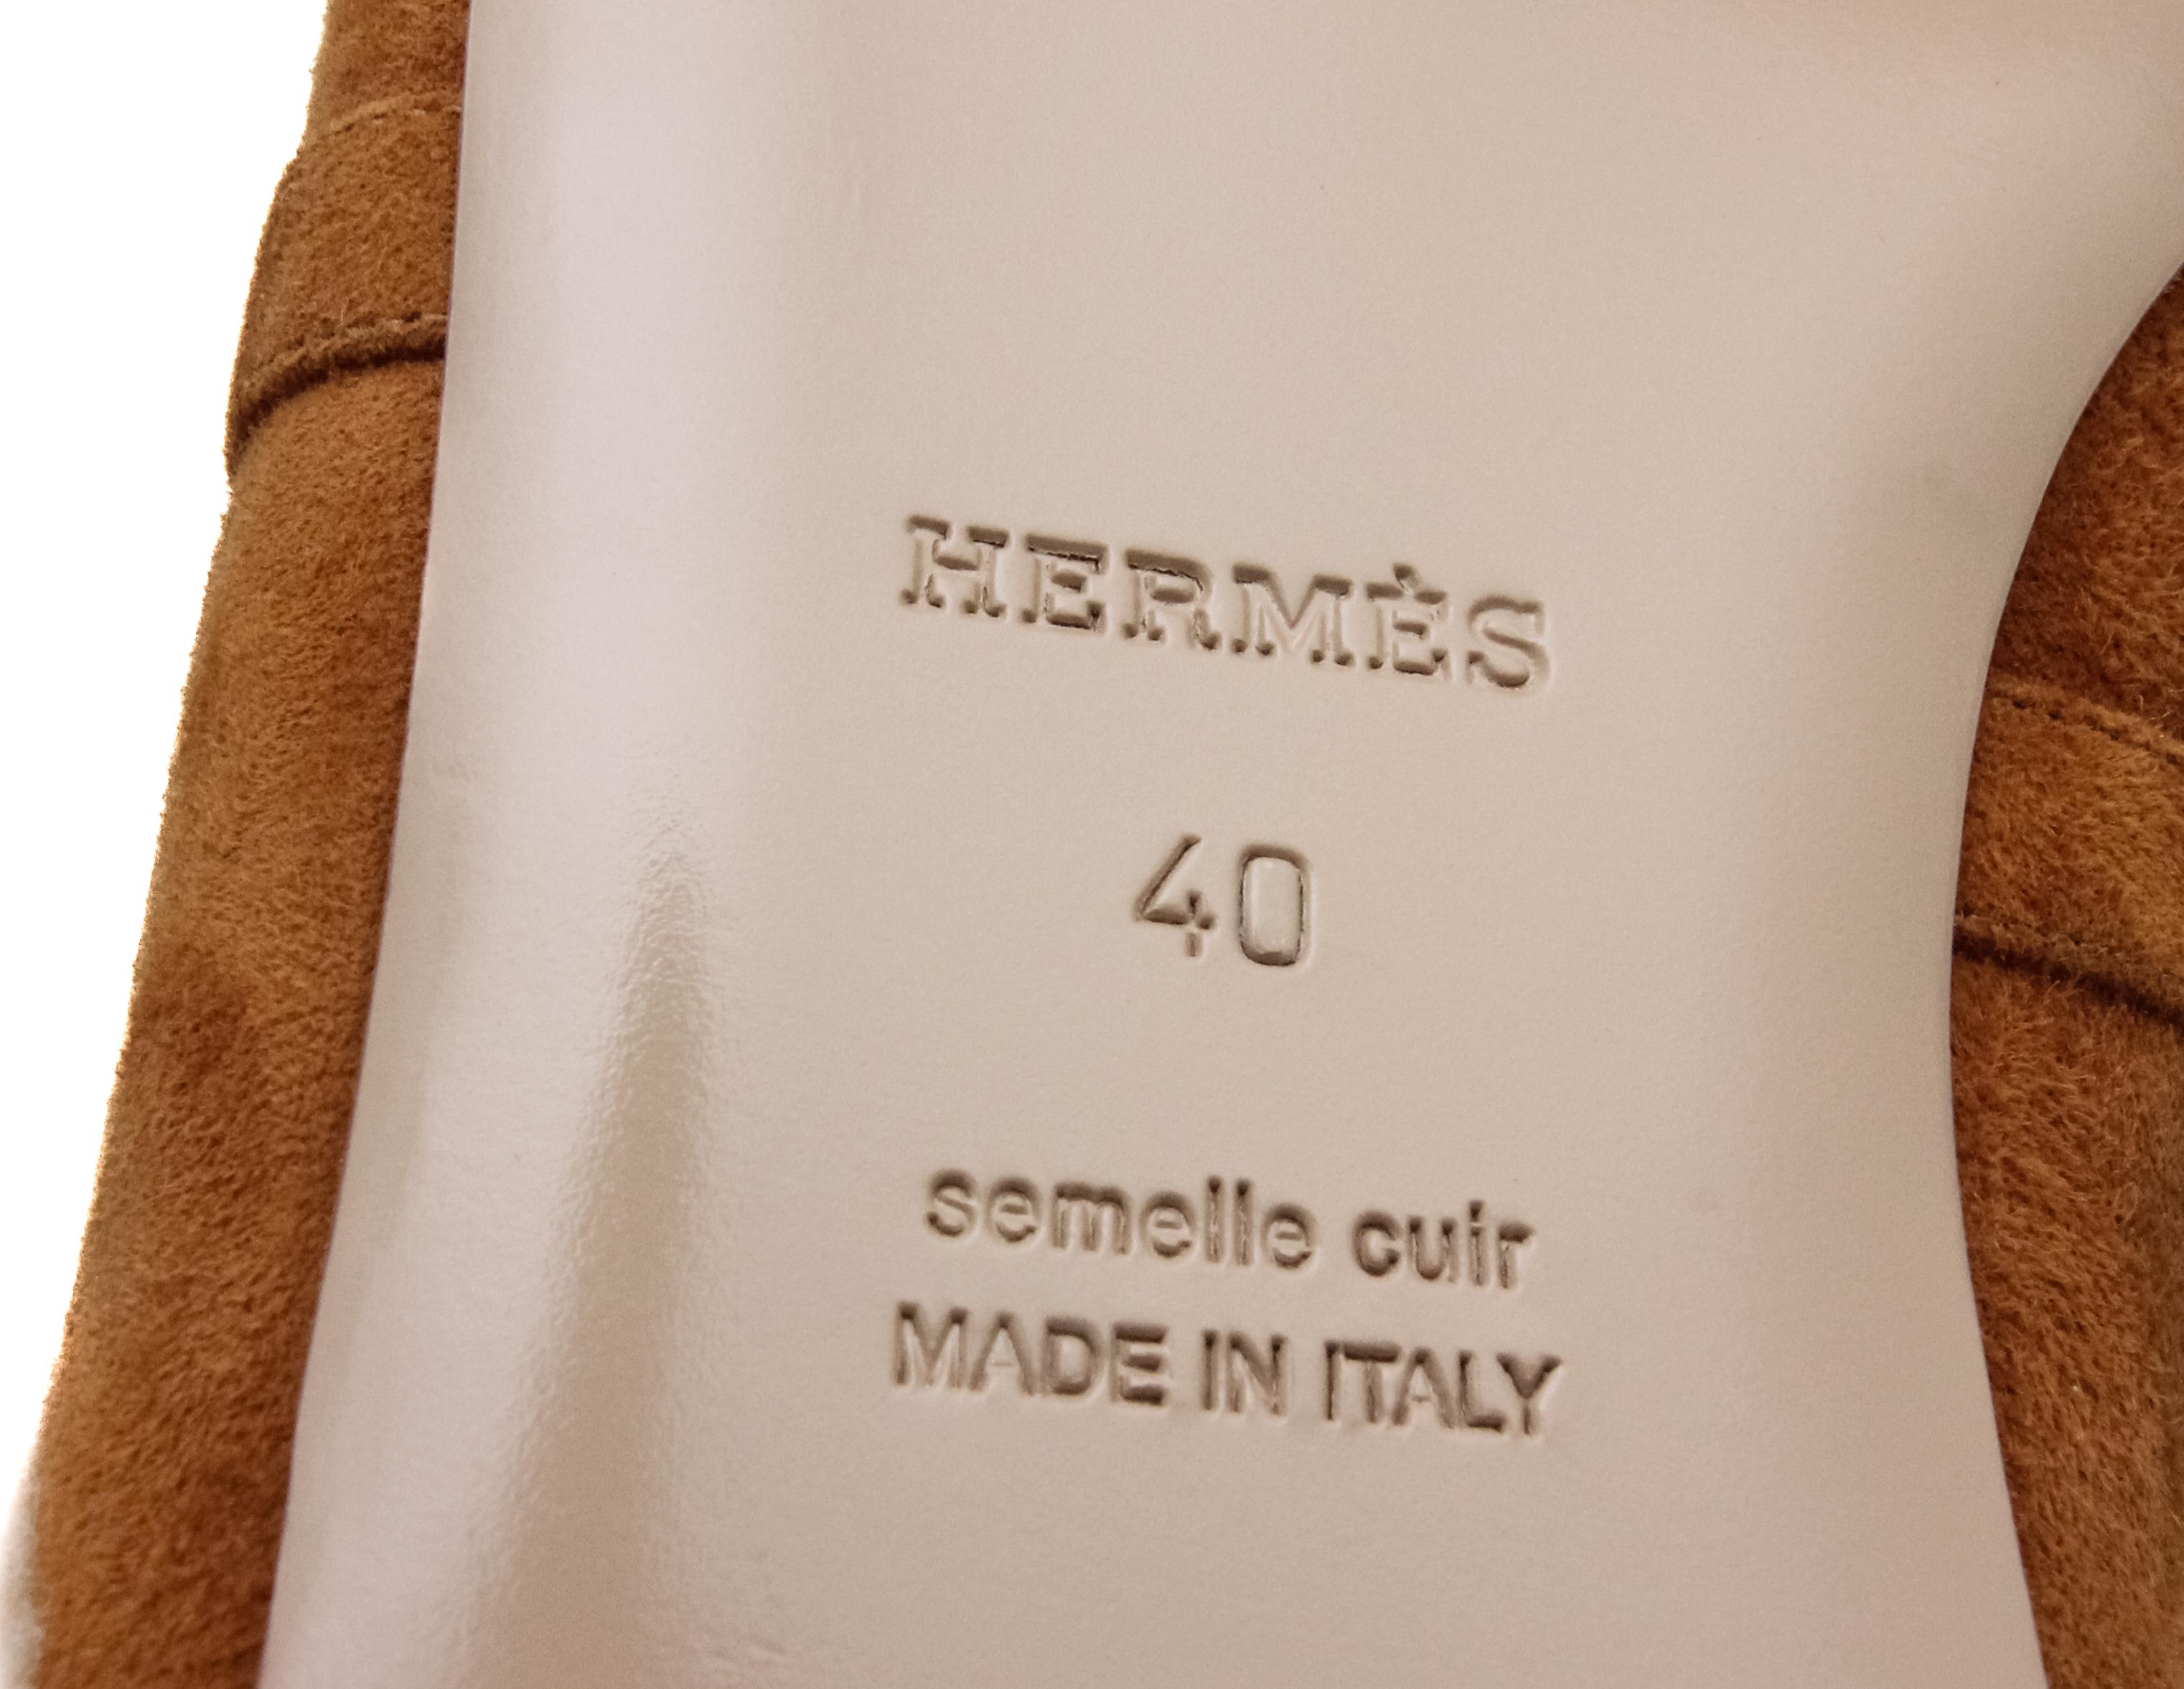 HERMÈS
40
semelle cuir
MADE IN ITALY